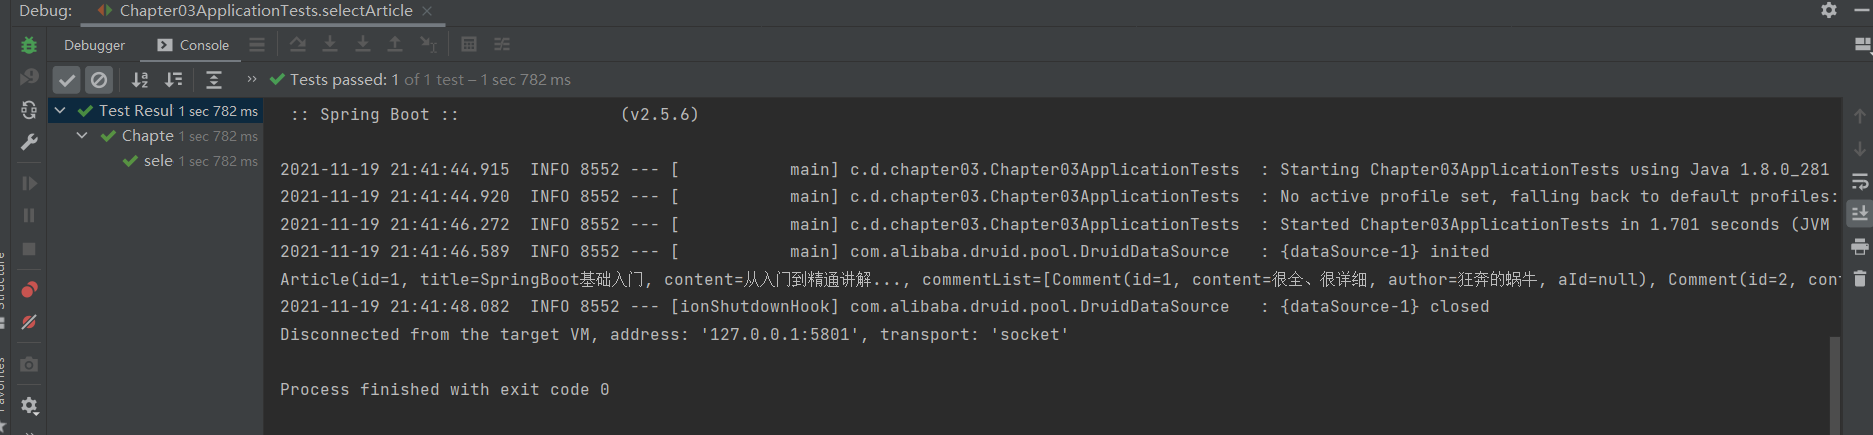 Debug: Chapter03ApplicationTests.selectArticle
Debugger Console
Tests passed: 1 of 1 test – 1 sec 782 ms
Test Resul 1 sec 782 ms
Chapte 1 sec 782 ms
sele 1 sec 782 ms
:: Spring Boot :: (v2.5.6)
2021-11-19 21:41:44.915 INFO 8552 --- [ main] c.d.chapter03.Chapter03ApplicationTests : Starting Chapter03ApplicationTests using Java 1.8.0_281
2021-11-19 21:41:44.920 INFO 8552 --- [ main] c.d.chapter03.Chapter03ApplicationTests : No active profile set, falling back to default profiles:
2021-11-19 21:41:46.272 INFO 8552 --- [ main] c.d.chapter03.Chapter03ApplicationTests : Started Chapter03ApplicationTests in 1.701 seconds (JVM
2021-11-19 21:41:46.589 INFO 8552 --- [ main] com.alibaba.druid.pool.DruidDataSource : {dataSource-1} inited
Article(id=1, title=SpringBoot基础入门, content=从入门到精通讲解..., commentList=[Comment(id=1, content=很全、很详细, author=狂奔的蜗牛, aId=null), Comment(id=2, con
2021-11-19 21:41:48.082 INFO 8552 --- [ionShutdownHook] com.alibaba.druid.pool.DruidDataSource : {dataSource-1} closed
Disconnected from the target VM, address: '127.0.0.1:5801', transport: 'socket'
Process finished with exit code 0
Structure
Favorites